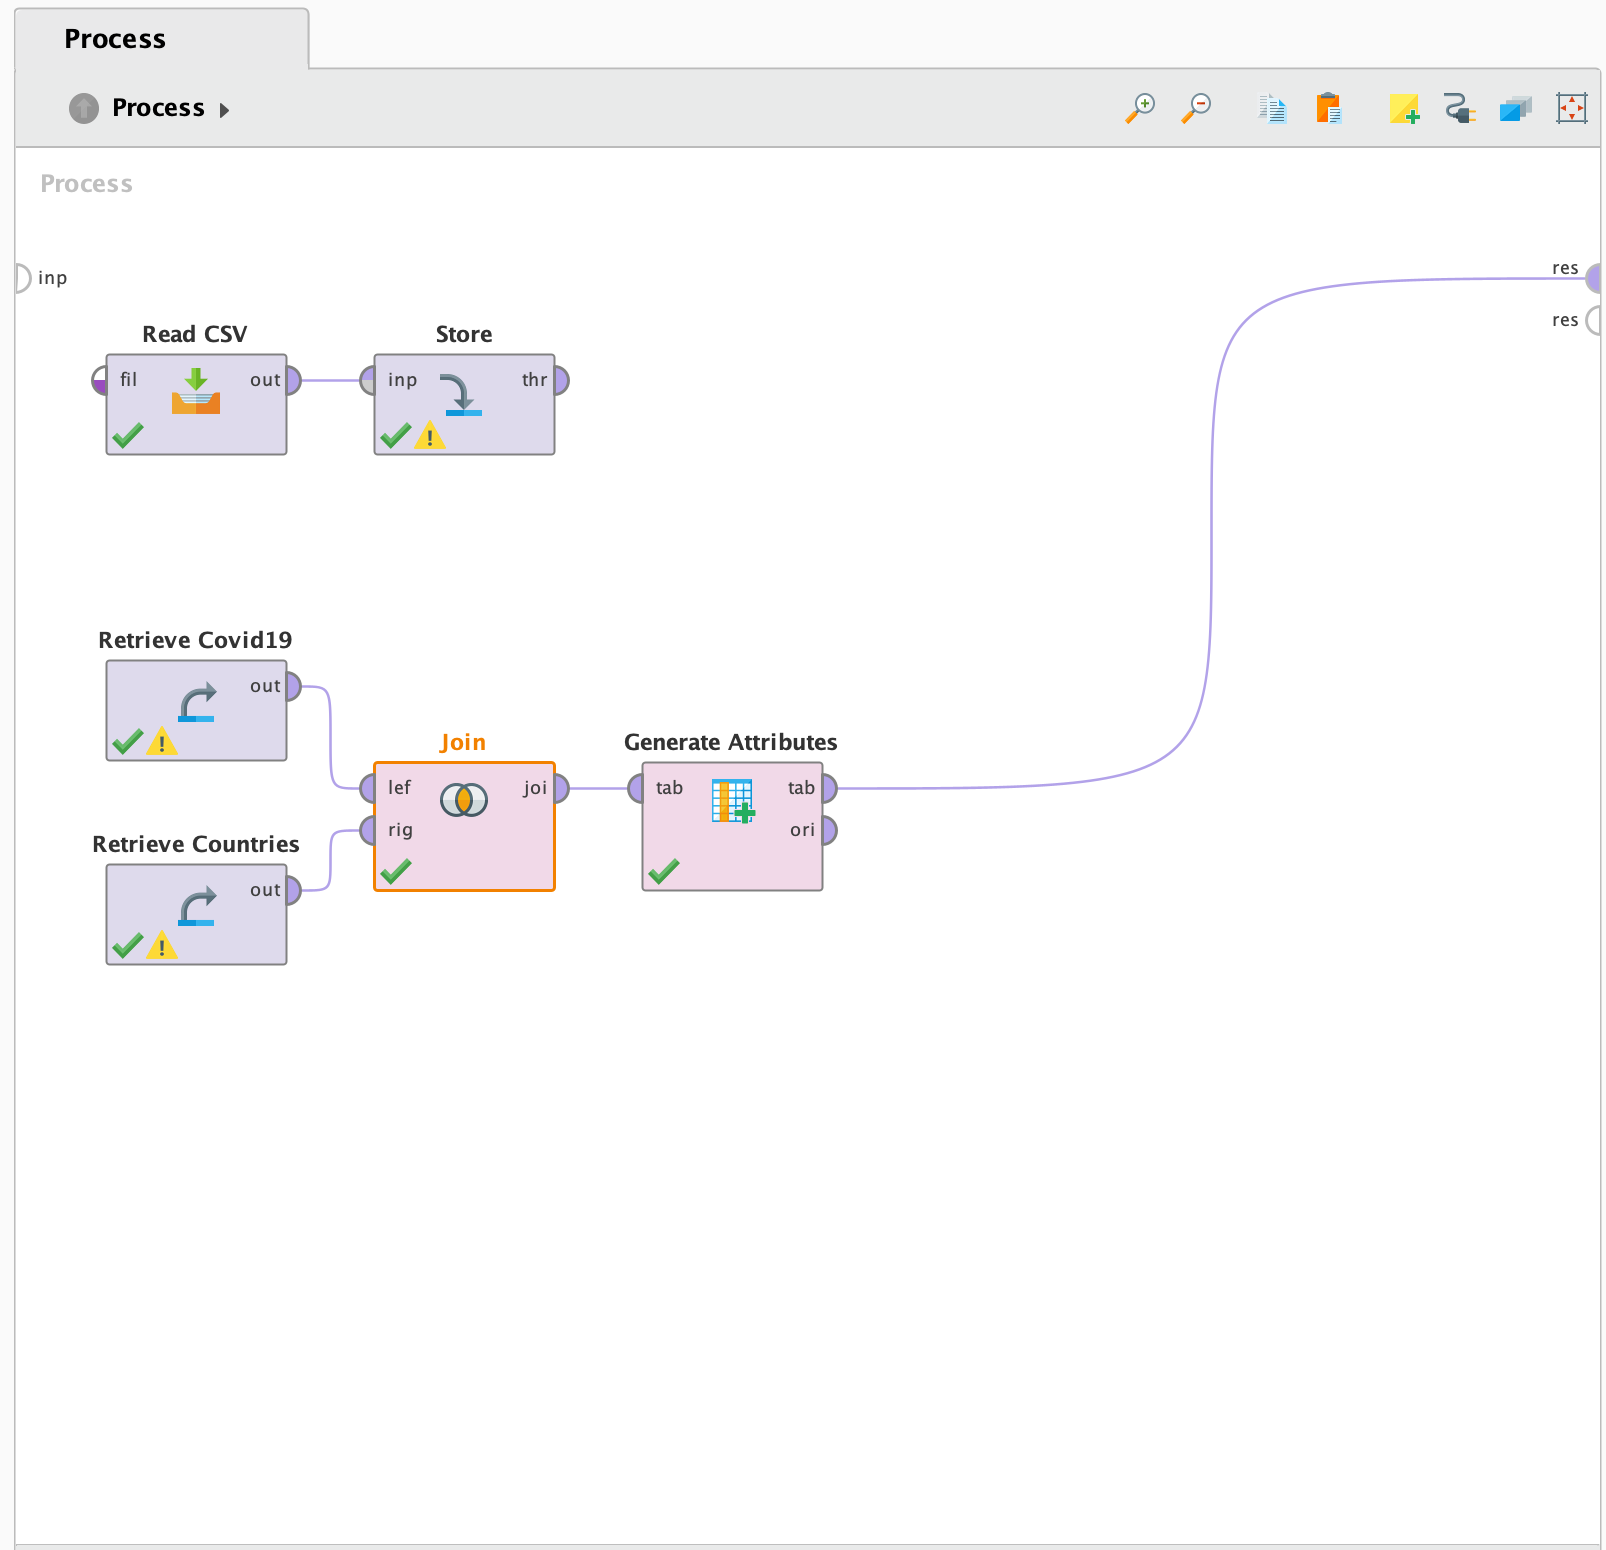 Process
Process
Process
inp
res
res
Read CSV
Store
fil
out
inp
thr
Retrieve Covid19
out
Join
Generate Attributes
lef
joi
rig
tab
tab
ori
Retrieve Countries
out